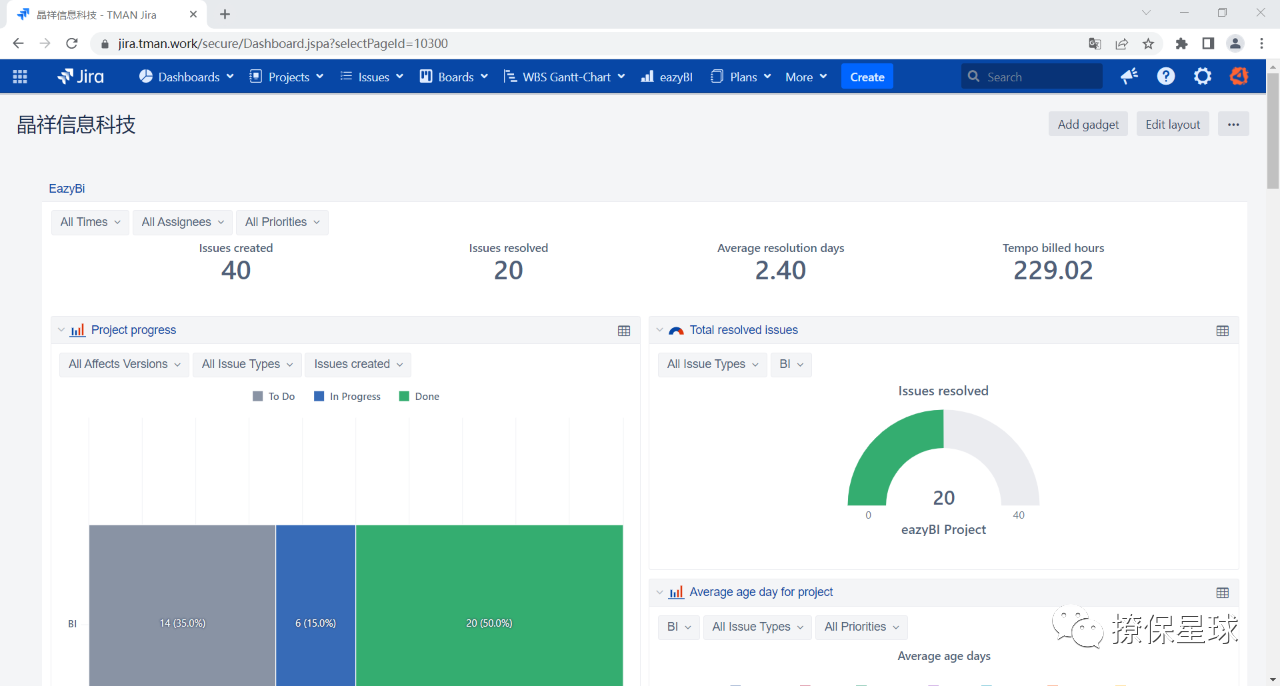 晶祥信息科技 - TMAN Jira
jira.tman.work/secure/Dashboard.jspa?selectPageId=10300
Jira Dashboards Projects Issues Boards WBS Gantt-Chart eazyBI Plans More Create Search
晶祥信息科技
Add gadget Edit layout
EazyBi
All Times All Assignees All Priorities
Issues created Issues resolved Average resolution days Tempo billed hours
40 20 2.40 229.02
Project progress
All Affects Versions All Issue Types Issues created
To Do In Progress Done
BI 14 (35.0%) 6 (15.0%) 20 (50.0%)
Total resolved issues
All Issue Types BI
Issues resolved
20
0 40
eazyBI Project
Average age day for project
BI All Issue Types All Priorities
Average age days
撩保星球